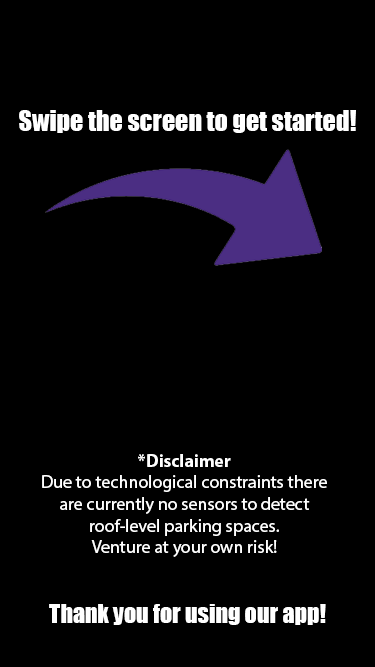 Swipe the screen to get started!
*Disclaimer
Due to technological constraints there
are currently no sensors to detect
roof-level parking spaces.
Venture at your own risk!
Thank you for using our app!